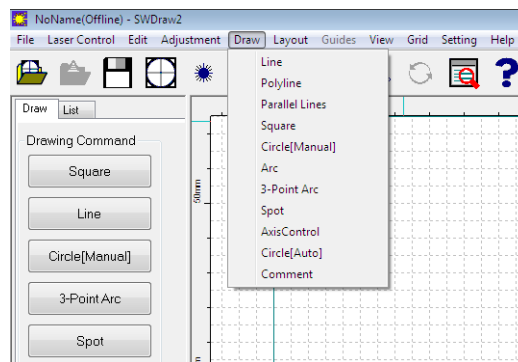 NoName(Offline) - SWDraw2
File Laser Control Edit Adjustment Draw Layout Guides View Grid Setting Help
Draw List
Drawing Command
Square
Line
Circle[Manual]
3-Point Arc
Spot
Line
Polyline
Parallel Lines
Square
Circle[Manual]
Arc
3-Point Arc
Spot
AxisControl
Circle[Auto]
Comment
50mm